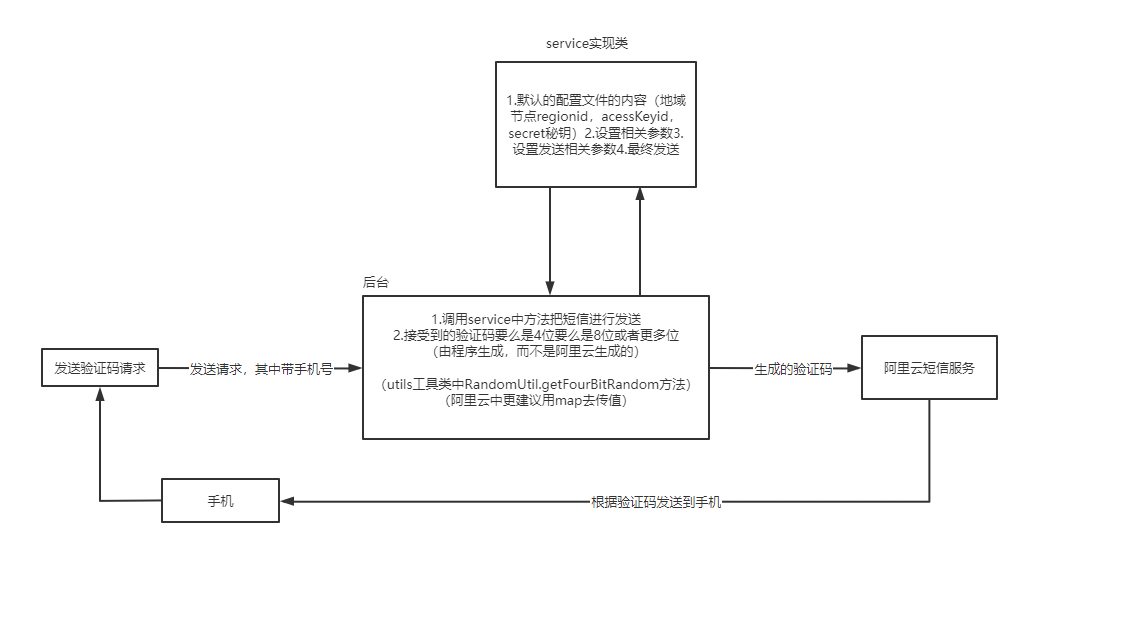 service实现类
1.默认的配置文件的内容（地域
节点regionid，acessKeyid，
secret秘钥）2.设置相关参数3.
设置发送相关参数4.最终发送
后台
1.调用service中方法把短信进行发送
2.接受到的验证码要么是4位要么是8位或者更多位
（由程序生成，而不是阿里云生成的）
（utils工具类中RandomUtil.getFourBitRandom方法）
（阿里云中更建议用map去传值）
发送验证码请求
发送请求，其中带手机号
生成的验证码
阿里云短信服务
手机
根据验证码发送到手机